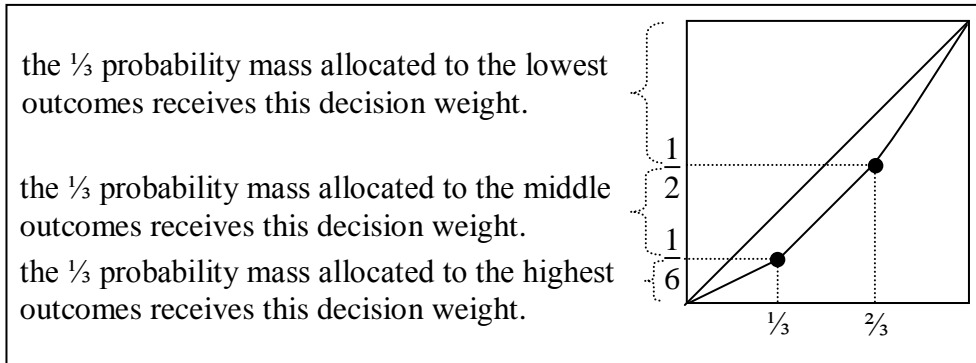 the ⅓ probability mass allocated to the lowest
outcomes receives this decision weight.
1
2
the ⅓ probability mass allocated to the middle
outcomes receives this decision weight.
1
6
the ⅓ probability mass allocated to the highest
outcomes receives this decision weight.
⅓ ⅔